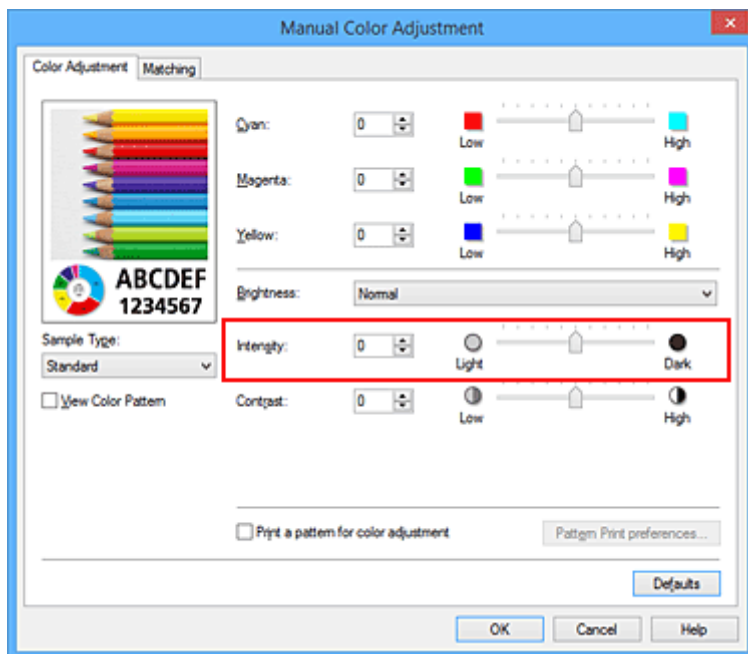 Manual Color Adjustment
Color Adjustment
Matching
ABCDEF
1234567
Sample Type:
Standard
View Color Pattern
Cyan:
0
Low
High
Magenta:
0
Low
High
Yellow:
0
Low
High
Brightness:
Normal
Intensity:
0
Light
Dark
Contrast:
0
Low
High
Print a pattern for color adjustment
Pattern Print preferences...
Defaults
OK
Cancel
Help